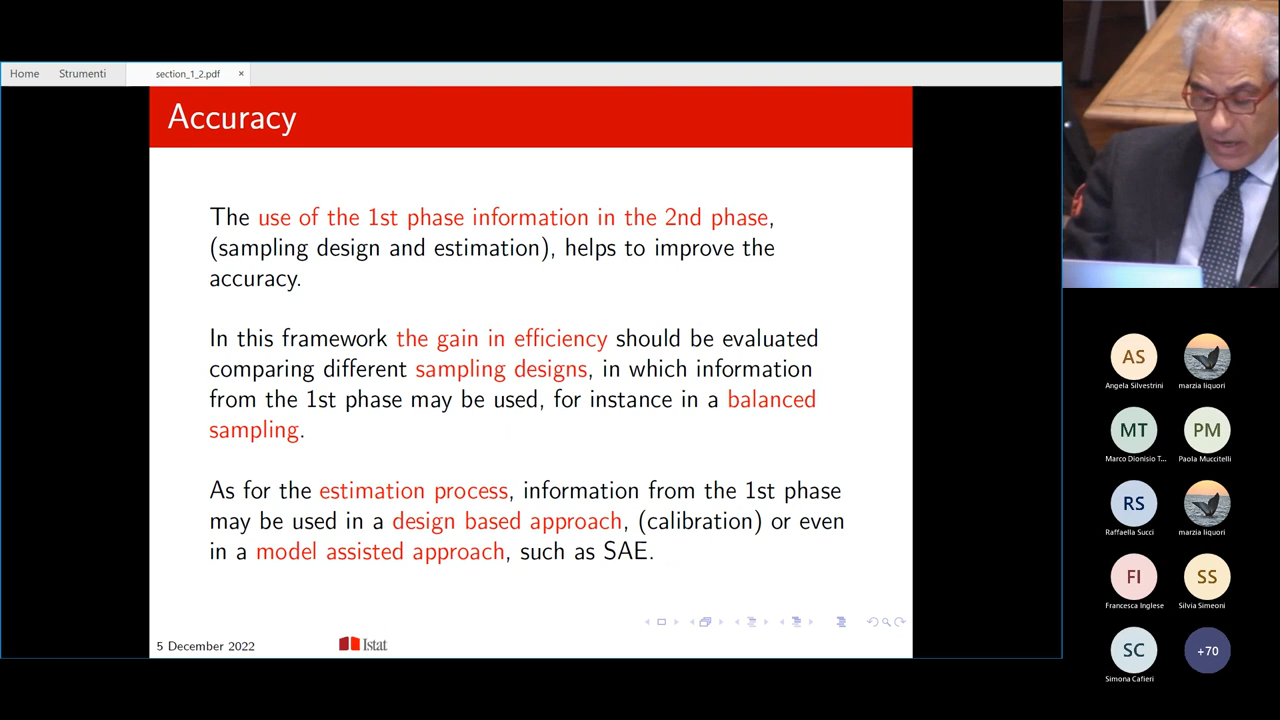 Home Strumenti section_1_2.pdf ×
Accuracy
The use of the 1st phase information in the 2nd phase,
(sampling design and estimation), helps to improve the
accuracy.
In this framework the gain in efficiency should be evaluated
comparing different sampling designs, in which information
from the 1st phase may be used, for instance in a balanced
sampling.
As for the estimation process, information from the 1st phase
may be used in a design based approach, (calibration) or even
in a model assisted approach, such as SAE.
5 December 2022 Istat
AS
Angela Silvestrini marzia liquori
MT PM
Marco Dionisio T... Paola Muccitelli
RS
Raffaella Succi marzia liquori
FI SS
Francesca Inglese Silvia Simeoni
SC +70
Simona Cafieri